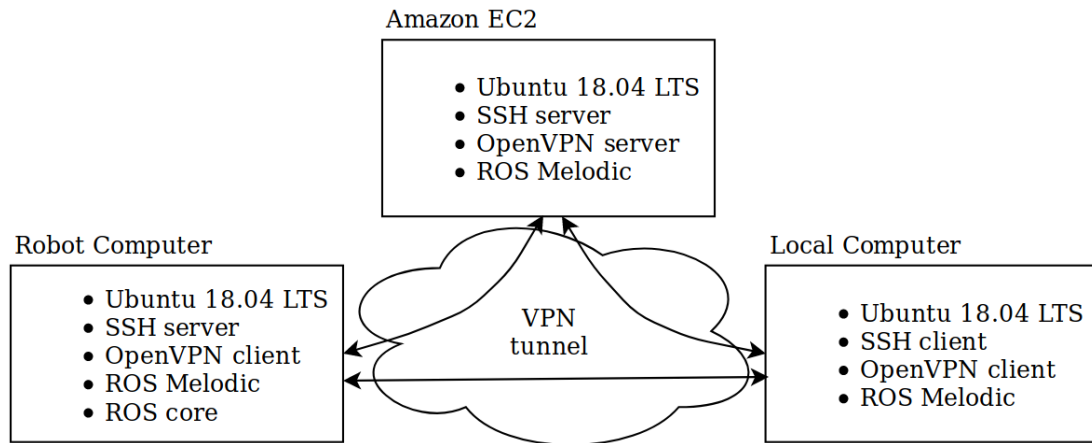 Amazon EC2
• Ubuntu 18.04 LTS
• SSH server
• OpenVPN server
• ROS Melodic
Robot Computer
• Ubuntu 18.04 LTS
• SSH server
• OpenVPN client
• ROS Melodic
• ROS core
VPN
tunnel
Local Computer
• Ubuntu 18.04 LTS
• SSH client
• OpenVPN client
• ROS Melodic